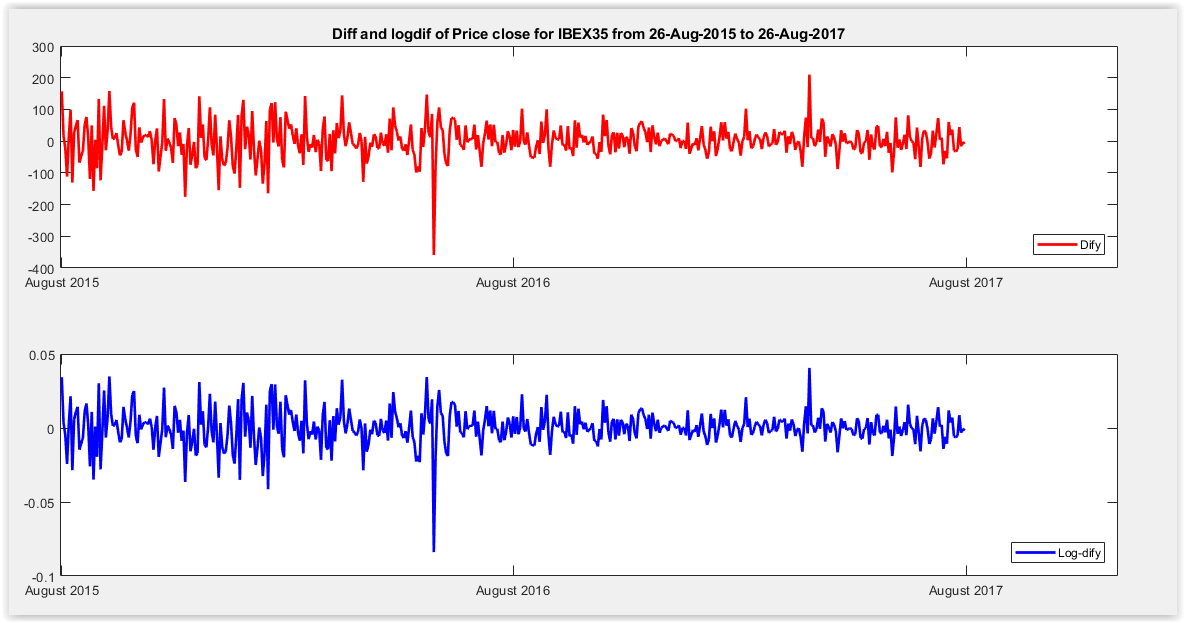 Diff and logdif of Price close for IBEX35 from 26-Aug-2015 to 26-Aug-2017
300
200
100
0
-100
-200
-300
-400
Dify
August 2015 August 2016 August 2017
0.05
0
-0.05
-0.1
Log-dify
August 2015 August 2016 August 2017